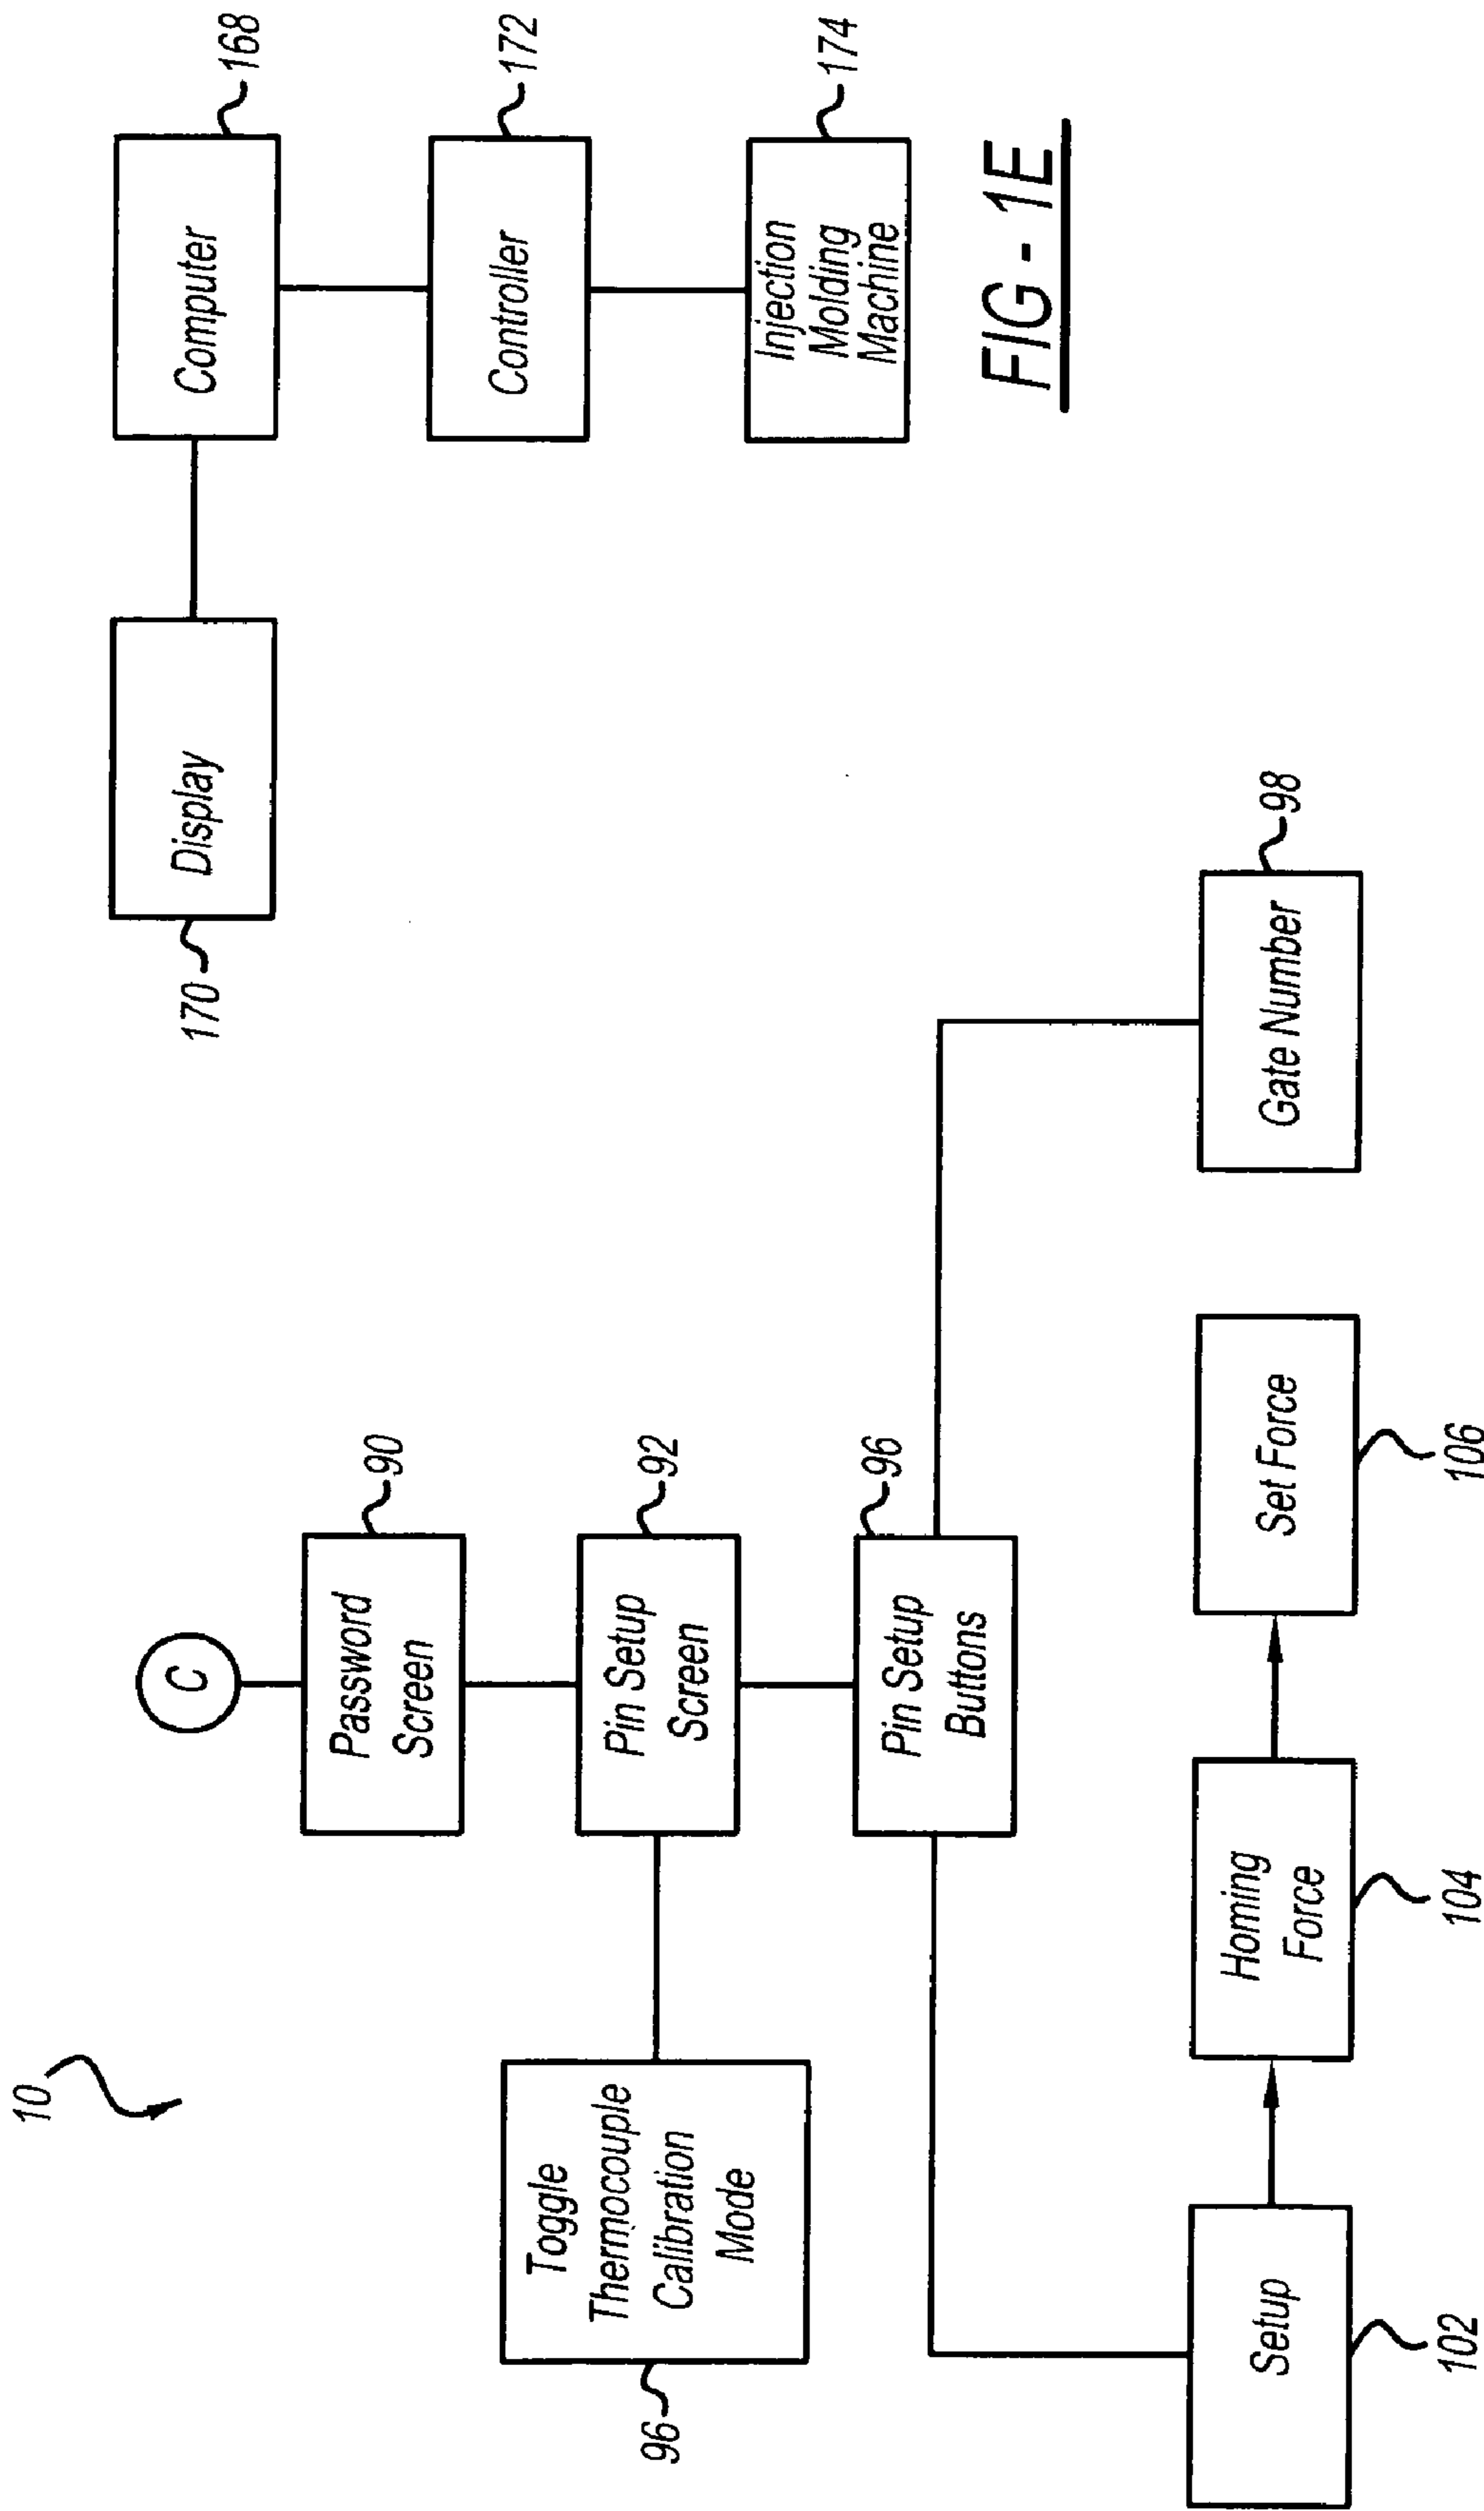 10
C
Password
Screen
90
Toggle
Thermocouple
Calibration
Mode
96
Pin Setup
Screen
92
Pin Setup
Buttons
96
Setup
102
Homing
Force
104
Set Force
106
Gate Number
98
Display
170
Computer
168
Controller
172
Injection
Molding
Machine
174
FIG - 1E